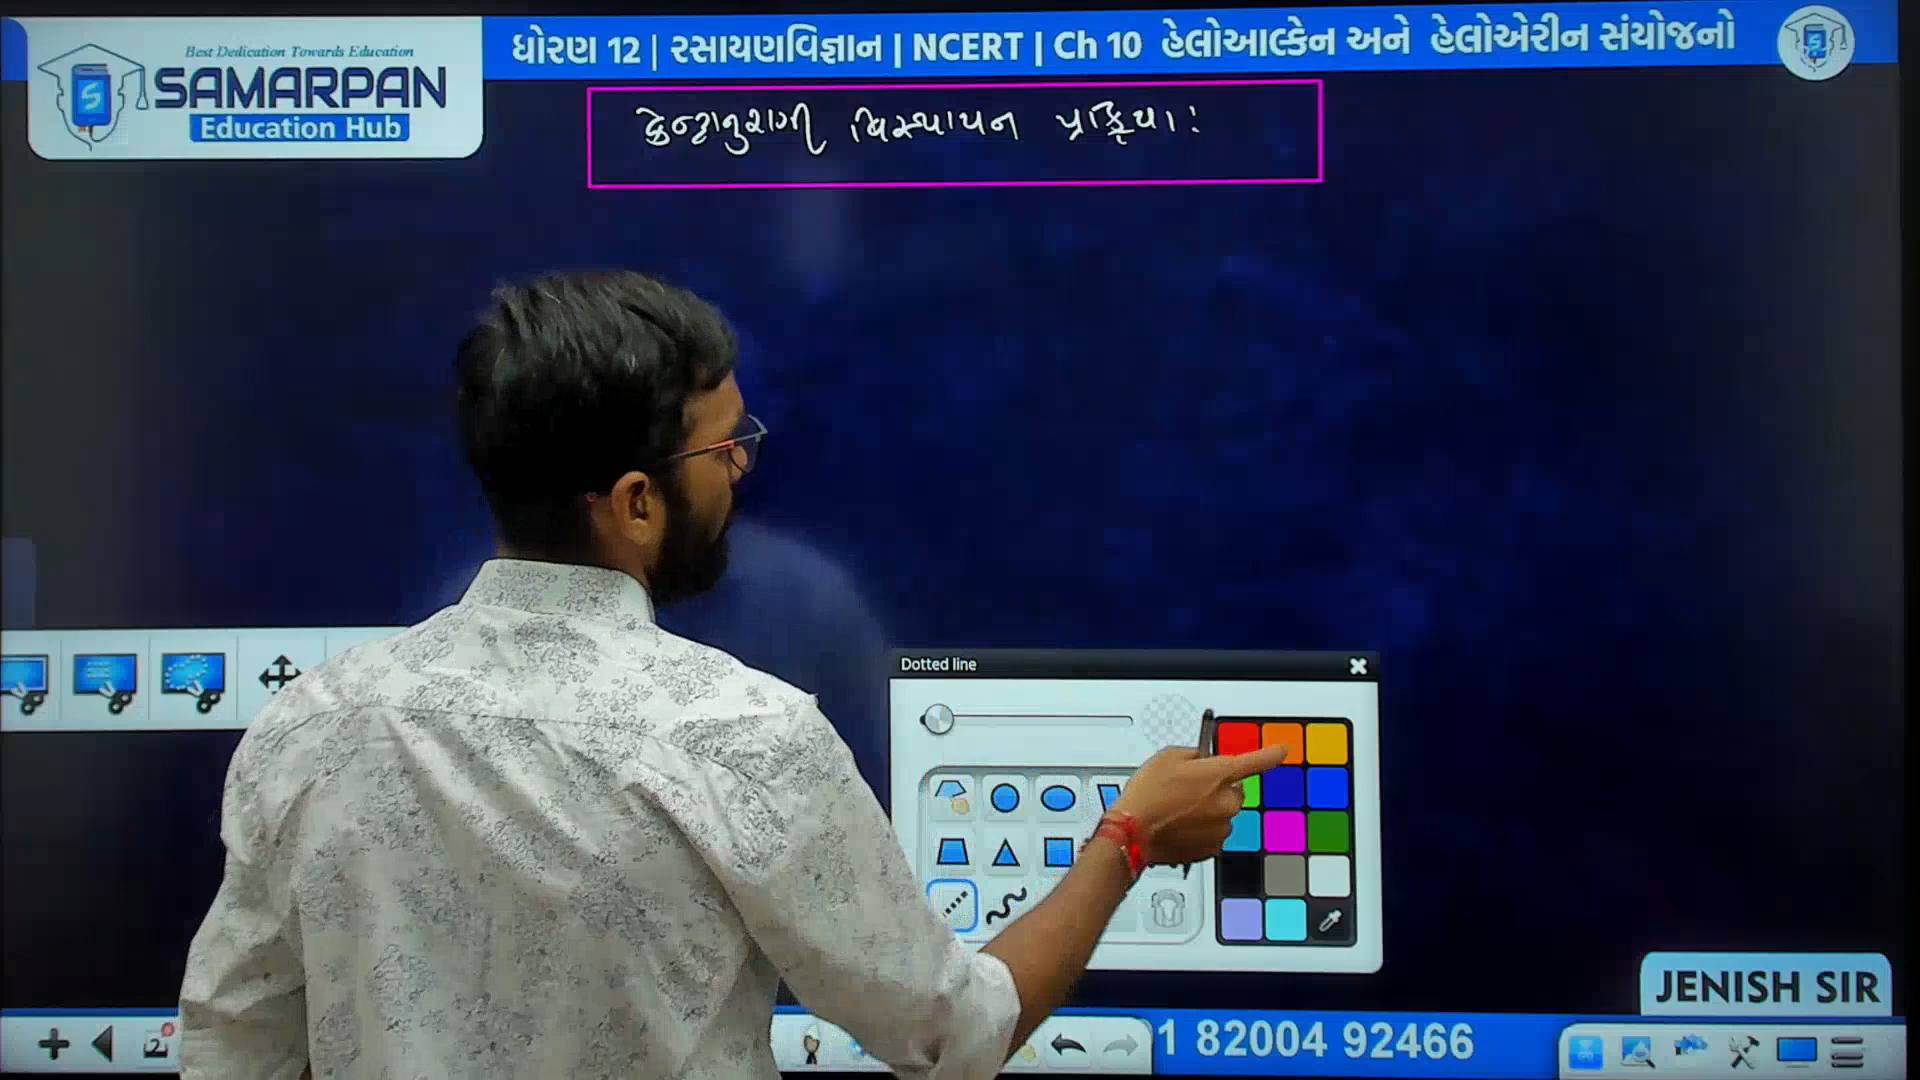 Best Dedication Towards Education
SAMARPAN
Education Hub
ધોરણ 12 | રસાયણવિજ્ઞાન | NCERT | Ch 10 હેલોઆલ્કેન અને હેલોએરીન સંયોજનો
કેન્દ્રાનુરાગી વિસ્થાપન પ્રક્રિયા :
Dotted line
JENISH SIR
2
1 82004 92466